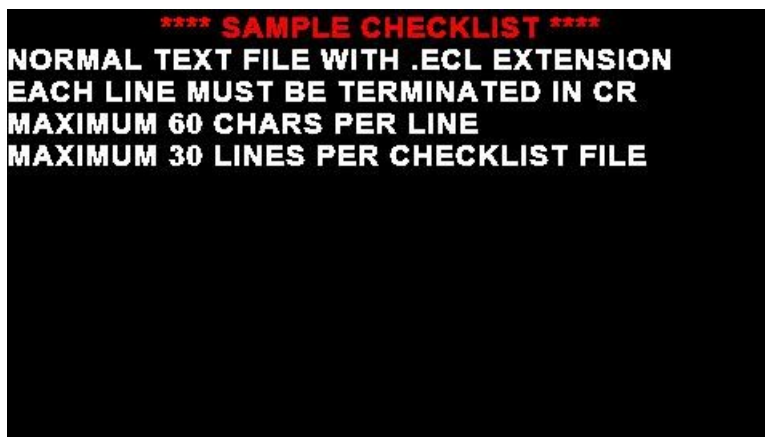 **** SAMPLE CHECKLIST ****
NORMAL TEXT FILE WITH .ECL EXTENSION
EACH LINE MUST BE TERMINATED IN CR
MAXIMUM 60 CHARS PER LINE
MAXIMUM 30 LINES PER CHECKLIST FILE